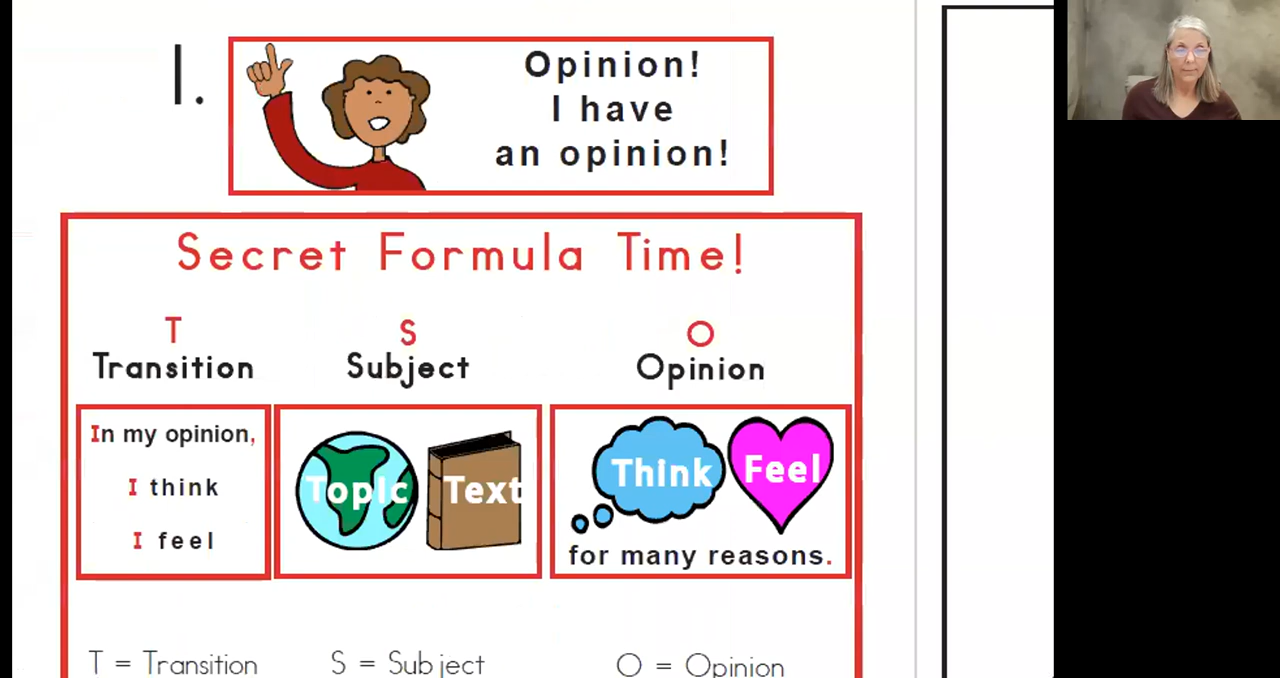 1.
Opinion!
I have
an opinion!
Secret Formula Time!
T S O
Transition Subject Opinion
In my opinion,
I think
I feel
Topic Text
Think Feel
for many reasons.
T = Transition S = Subject O = Opinion